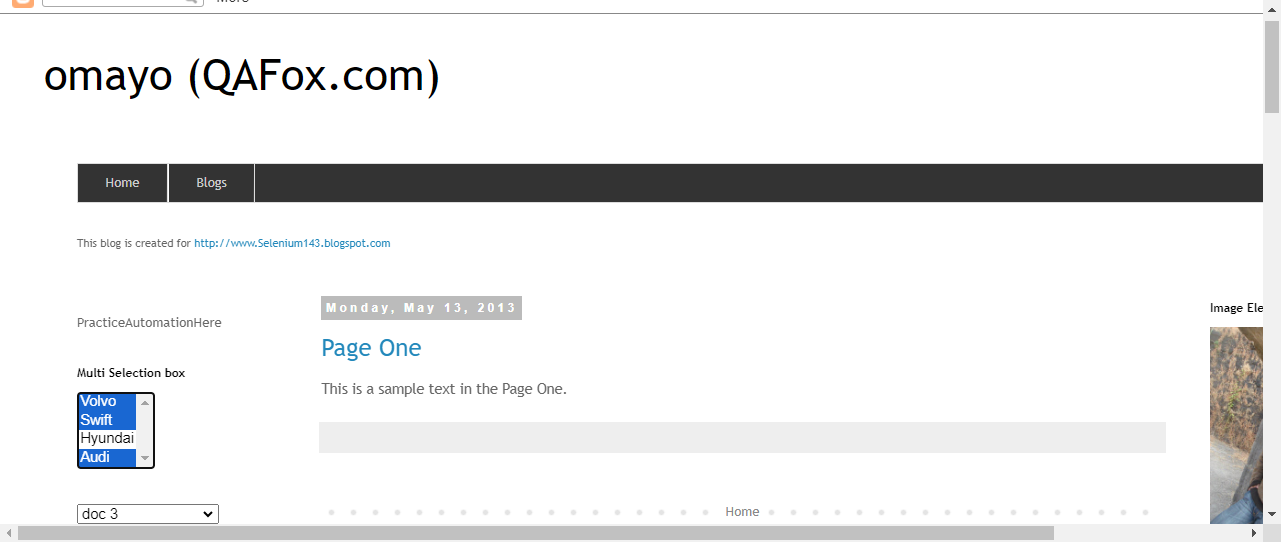 More
omayo (QAFox.com)
Home Blogs
This blog is created for http://www.Selenium143.blogspot.com
PracticeAutomationHere
Multi Selection box
Volvo
Swift
Hyundai
Audi
doc 3
Monday, May 13, 2013
Page One
This is a sample text in the Page One.
Home
Image Ele